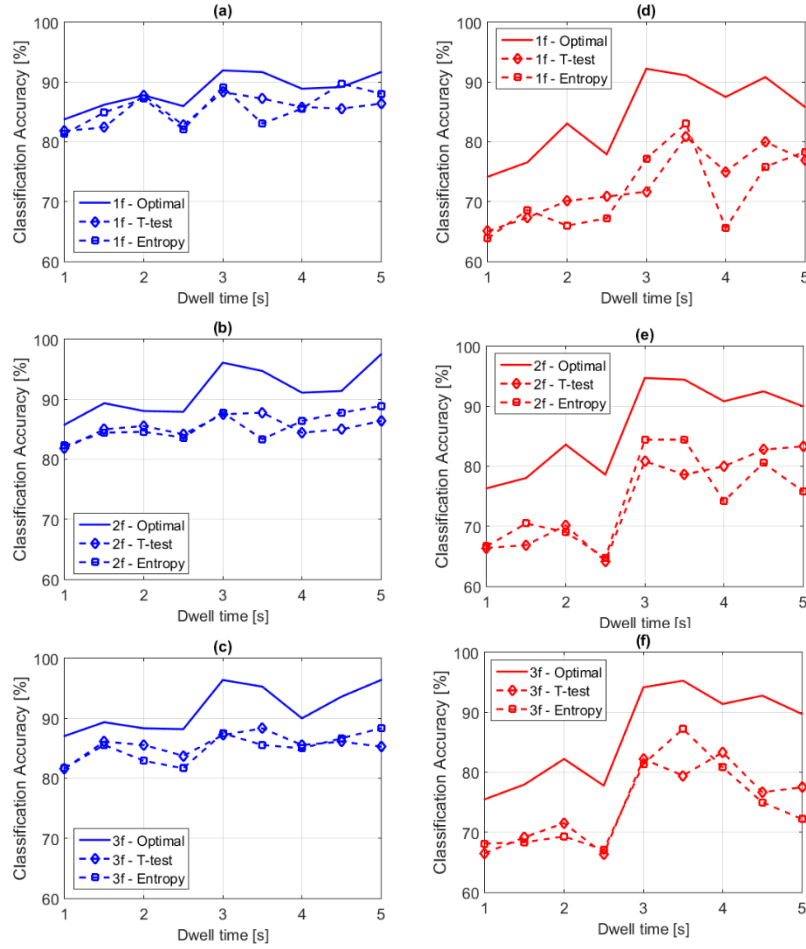 (a)
Classification Accuracy [%]
100
90
80
70
60
1f - Optimal
1f - T-test
1f - Entropy
1
2
3
4
5
Dwell time [s]
(b)
Classification Accuracy [%]
100
90
80
70
60
2f - Optimal
2f - T-test
2f - Entropy
1
2
3
4
5
Dwell time [s]
(c)
Classification Accuracy [%]
100
90
80
70
60
3f - Optimal
3f - T-test
3f - Entropy
1
2
3
4
5
Dwell time [s]
(d)
Classification Accuracy [%]
100
90
80
70
60
1f - Optimal
1f - T-test
1f - Entropy
1
2
3
4
5
Dwell time [s]
(e)
Classification Accuracy [%]
100
90
80
70
60
2f - Optimal
2f - T-test
2f - Entropy
1
2
3
4
5
Dwell time [s]
(f)
Classification Accuracy [%]
100
90
80
70
60
3f - Optimal
3f - T-test
3f - Entropy
1
2
3
4
5
Dwell time [s]